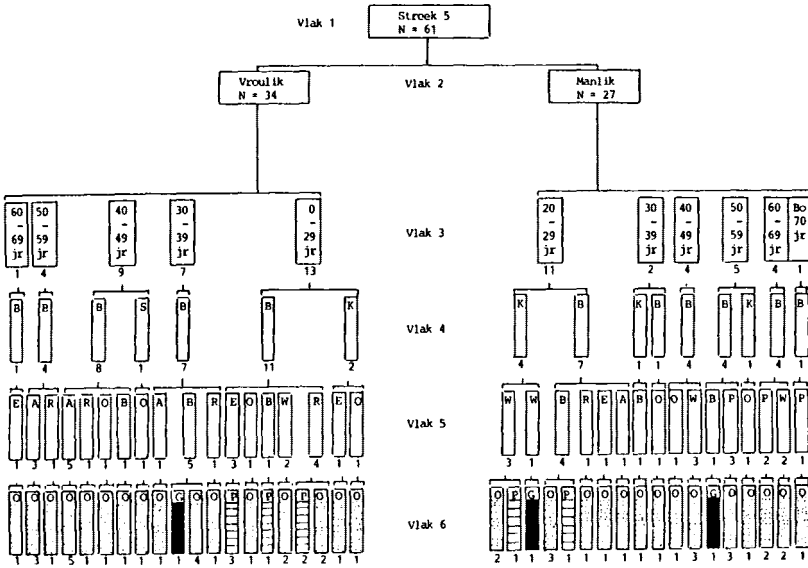 Vlak 1
Streek 5
N = 61
Vroulik
N = 34
Vlak 2
Manlik
N = 27
60 50 40 30 0 20 30 40 50 60 Bo
– – – – – Vlak 3 – – – – – 70
69 59 49 39 29 29 39 49 59 69 jr
jr jr jr jr jr jr jr jr jr jr
1 4 9 7 13 11 2 4 5 4 1
B B B S B B K Vlak 4 K B K B B B K B B
1 4 8 1 7 11 2 4 7 1 1 4 4 1 4 1
E A R A R O B O A B R E O B W R E O Vlak 5 W W B R E A B O O W B P O P W P
1 3 1 5 1 1 1 1 1 5 1 3 1 1 2 4 1 1 3 1 4 1 1 1 1 1 1 3 1 3 1 2 2 1
O O O O O O O O O G O O P O P O P O O O Vlak 6 O P G O P O O O O O O O G O O O O O
1 3 1 5 1 1 1 1 1 1 4 1 3 1 1 2 2 2 1 1 2 1 1 3 1 1 1 1 1 1 1 3 1 3 1 2 2 1